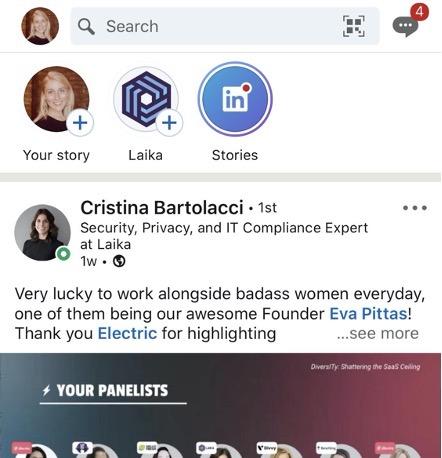 Search
4
in
Your story
Laika
Stories
Cristina Bartolacci • 1st
Security, Privacy, and IT Compliance Expert
at Laika
1w •
Very lucky to work alongside badass women everyday,
one of them being our awesome Founder Eva Pittas!
Thank you Electric for highlighting ...see more
DiversITy: Shattering the SaaS Ceiling
YOUR PANELISTS